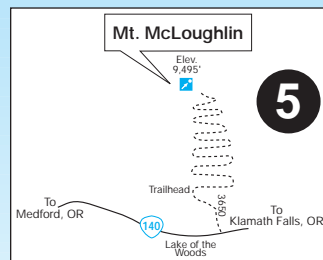 Mt. McLoughlin
Elev.
9,495'
5
Trailhead
3650
To
Medford, OR
To
Klamath Falls, OR
140
Lake of the
Woods